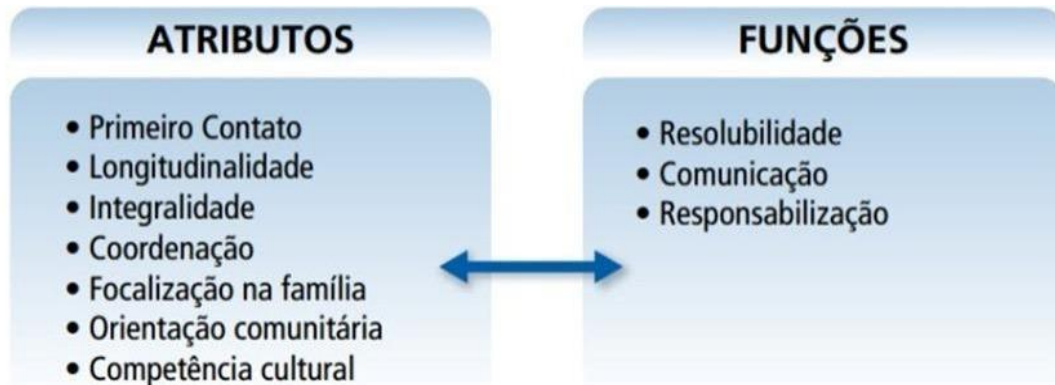 ATRIBUTOS
• Primeiro Contato
• Longitudinalidade
• Integralidade
• Coordenação
• Focalização na família
• Orientação comunitária
• Competência cultural
FUNÇÕES
• Resolubilidade
• Comunicação
• Responsabilização